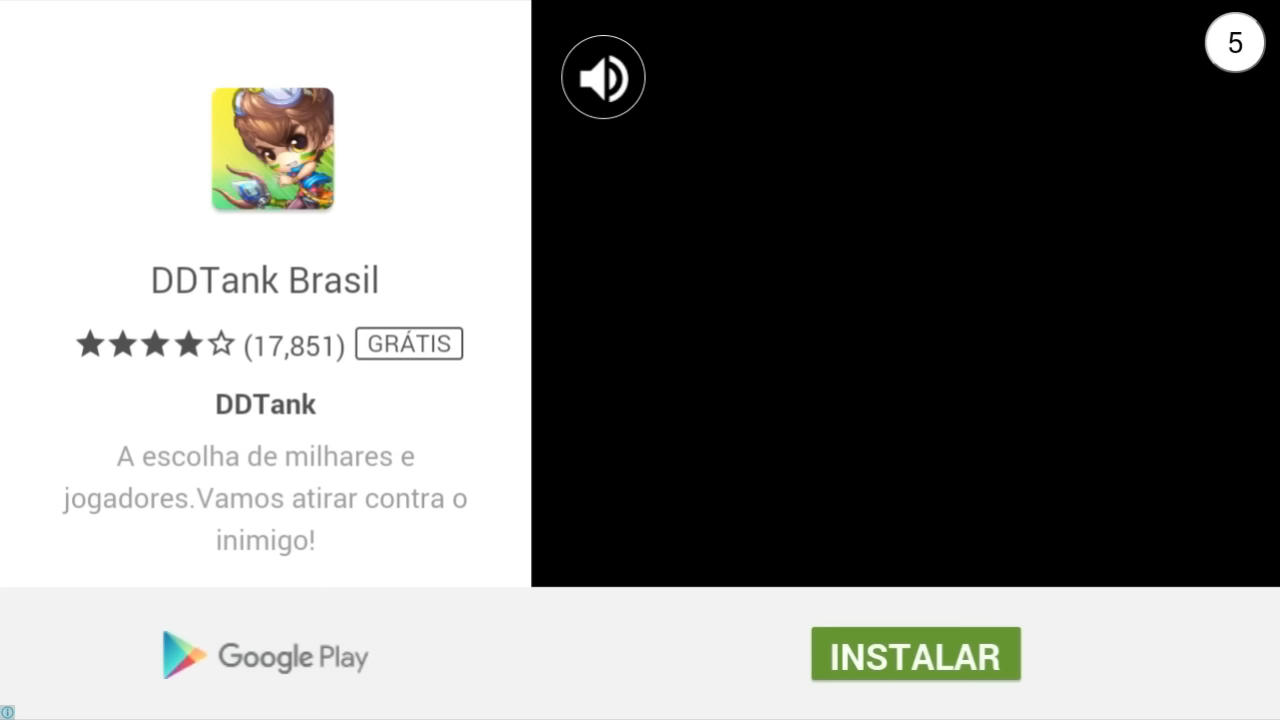 5
DDTank Brasil
(17,851) GRÁTIS
DDTank
A escolha de milhares e
jogadores.Vamos atirar contra o
inimigo!
Google Play
INSTALAR